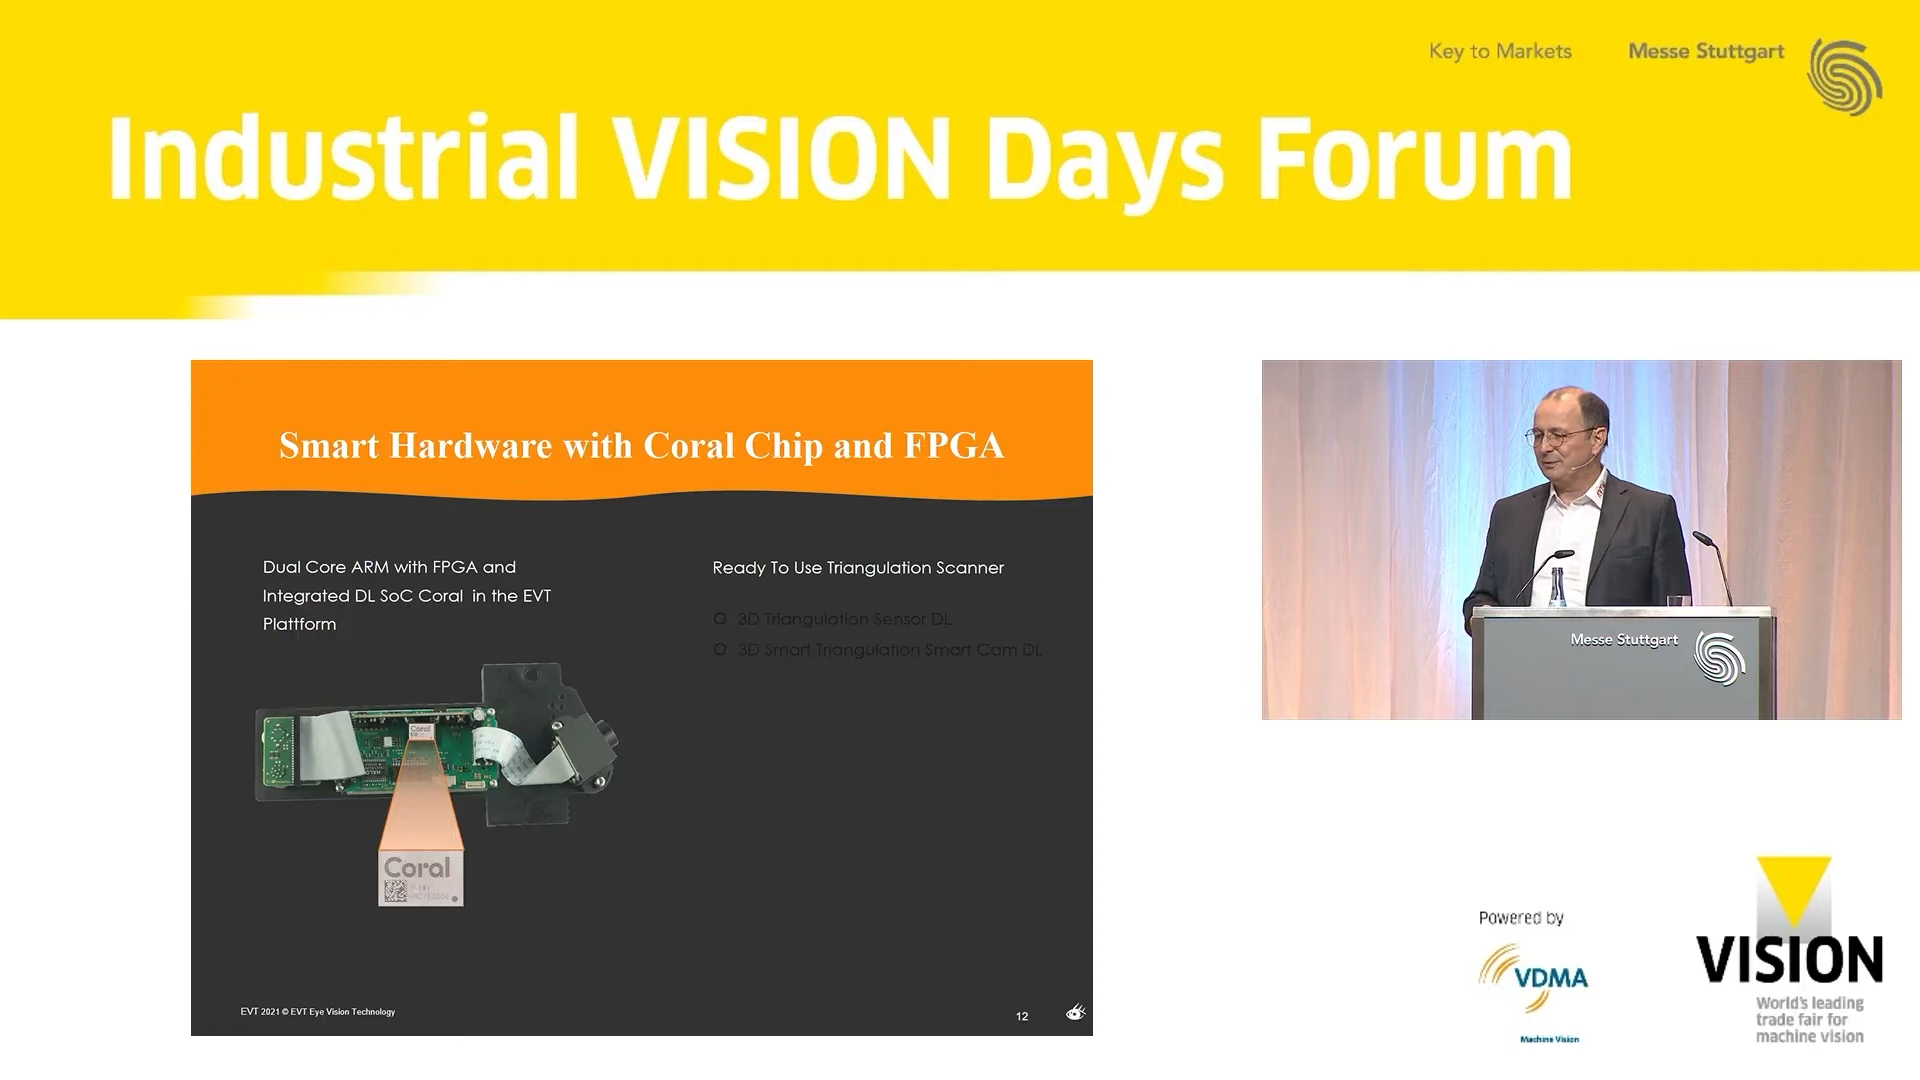 Key to Markets
Messe Stuttgart
Industrial VISION Days Forum
Smart Hardware with Coral Chip and FPGA
Dual Core ARM with FPGA and
Integrated DL SoC Coral in the EVT
Plattform
Ready To Use Triangulation Scanner
O 3D Triangulation Sensor DL
O 3D Smart Triangulation Smart Cam DL
Coral
Coral
EVT 2021 © EVT Eye Vision Technology
12
Messe Stuttgart
Powered by
VDMA
Machine Vision
VISION
World's leading
trade fair for
machine vision